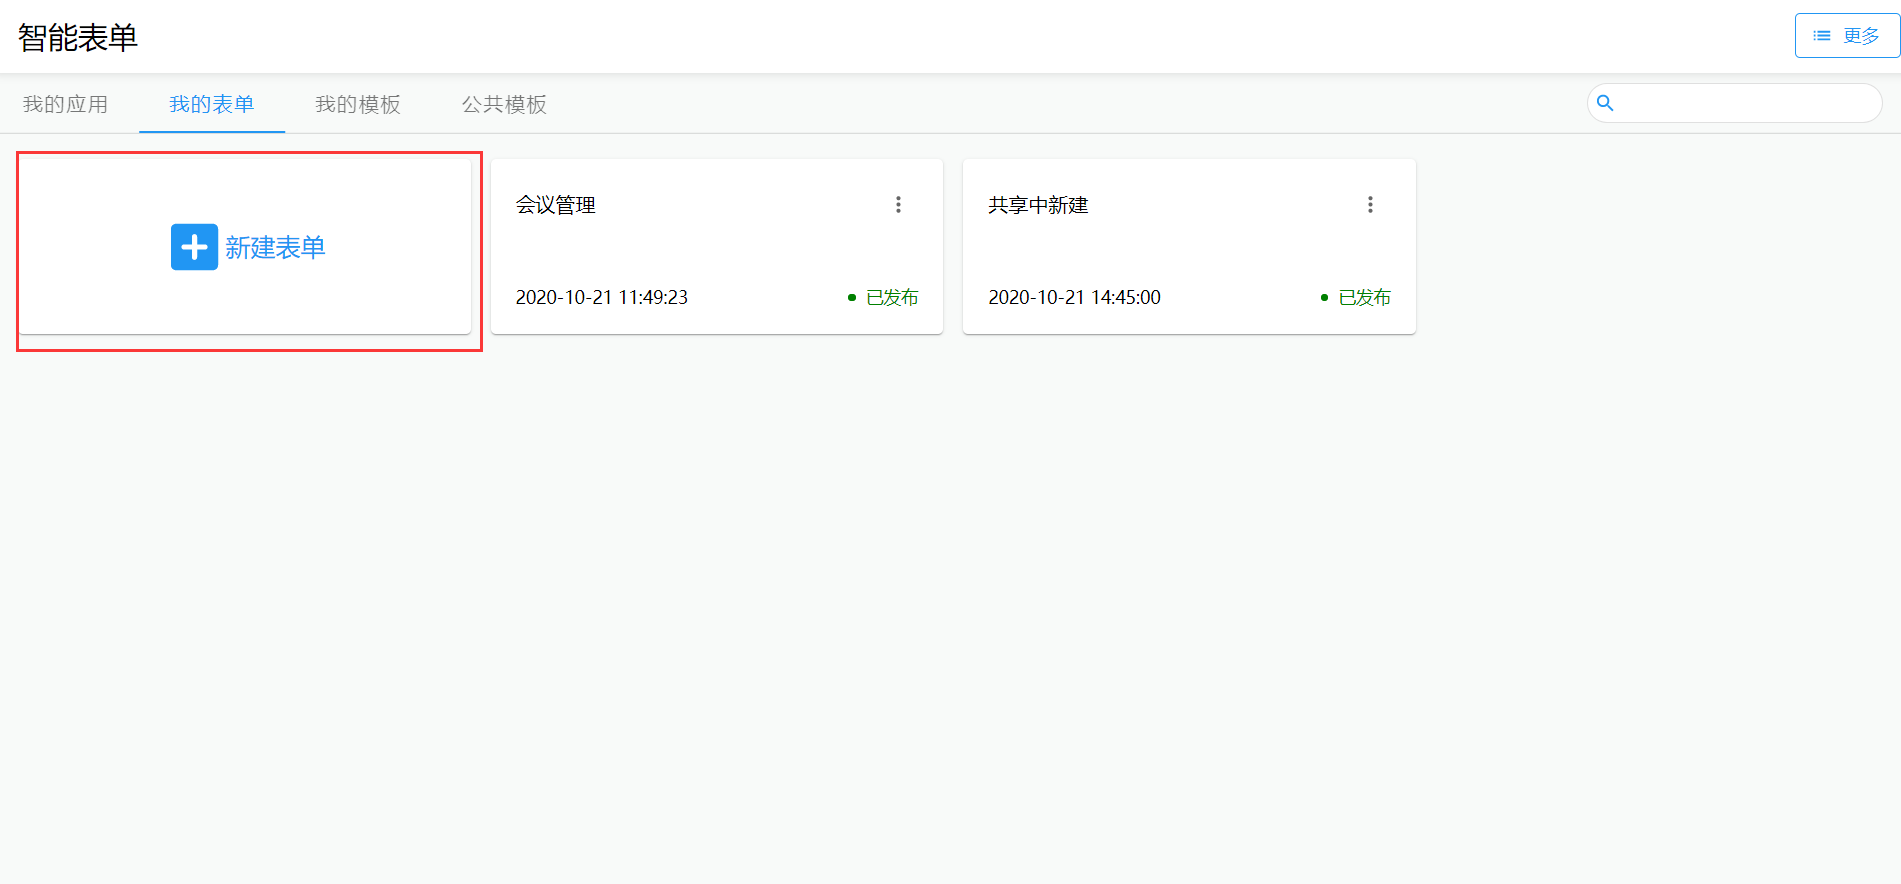 智能表单
更多
我的应用 我的表单 我的模板 公共模板
新建表单
会议管理
2020-10-21 11:49:23 已发布
共享中新建
2020-10-21 14:45:00 已发布